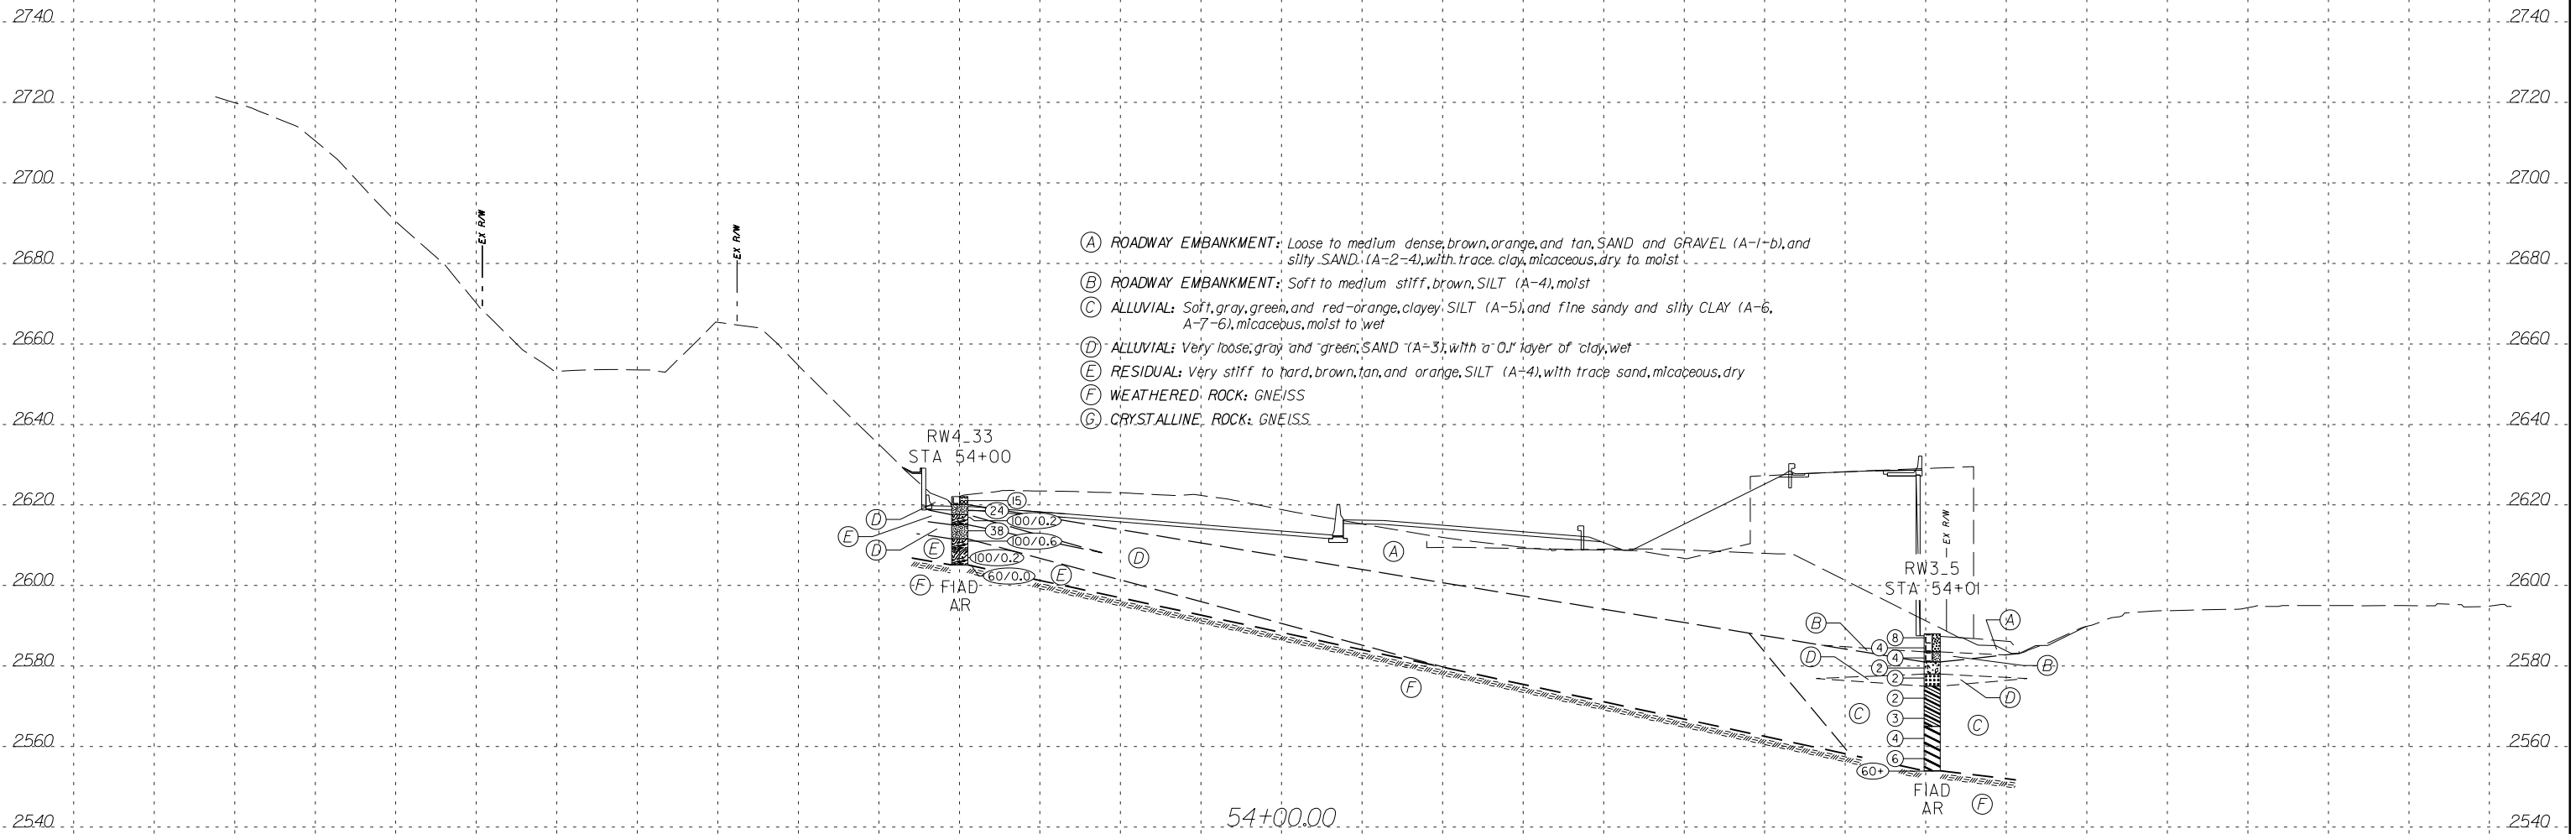 2740 2740
2720 2720
2700 2700
EX R/W EX R/W
2680 2680
(A) ROADWAY EMBANKMENT: Loose to medium dense, brown, orange, and tan, SAND and GRAVEL (A-1-b), and
silty SAND (A-2-4), with trace clay, micaceous, dry to moist
(B) ROADWAY EMBANKMENT: Soft to medium stiff, brown, SILT (A-4), moist
(C) ALLUVIAL: Soft, gray, green, and red-orange, clayey SILT (A-5), and fine sandy and silty CLAY (A-6,
A-7-6), micaceous, moist to wet
2660 2660
(D) ALLUVIAL: Very loose, gray and green, SAND (A-3), with a 0.1' layer of clay, wet
(E) RESIDUAL: Very stiff to hard, brown, tan, and orange, SILT (A-4), with trace sand, micaceous, dry
(F) WEATHERED ROCK: GNEISS
(G) CRYSTALLINE ROCK: GNEISS
2640 2640
RW4_33
STA 54+00
2620 2620
15
24
D 100/0.2
E 38
D E 100/0.6 D A
100/0.2
60/0.0 E
EX R/W
RW3_5
STA 54+01
2600 2600
F FIAD
AR
B 8 A
4
D 4 B
2
2580 2580
2
F 2 D
C 3 C
4
2560 2560
6
60+
FIAD
AR F
54+00.00
2540 2540